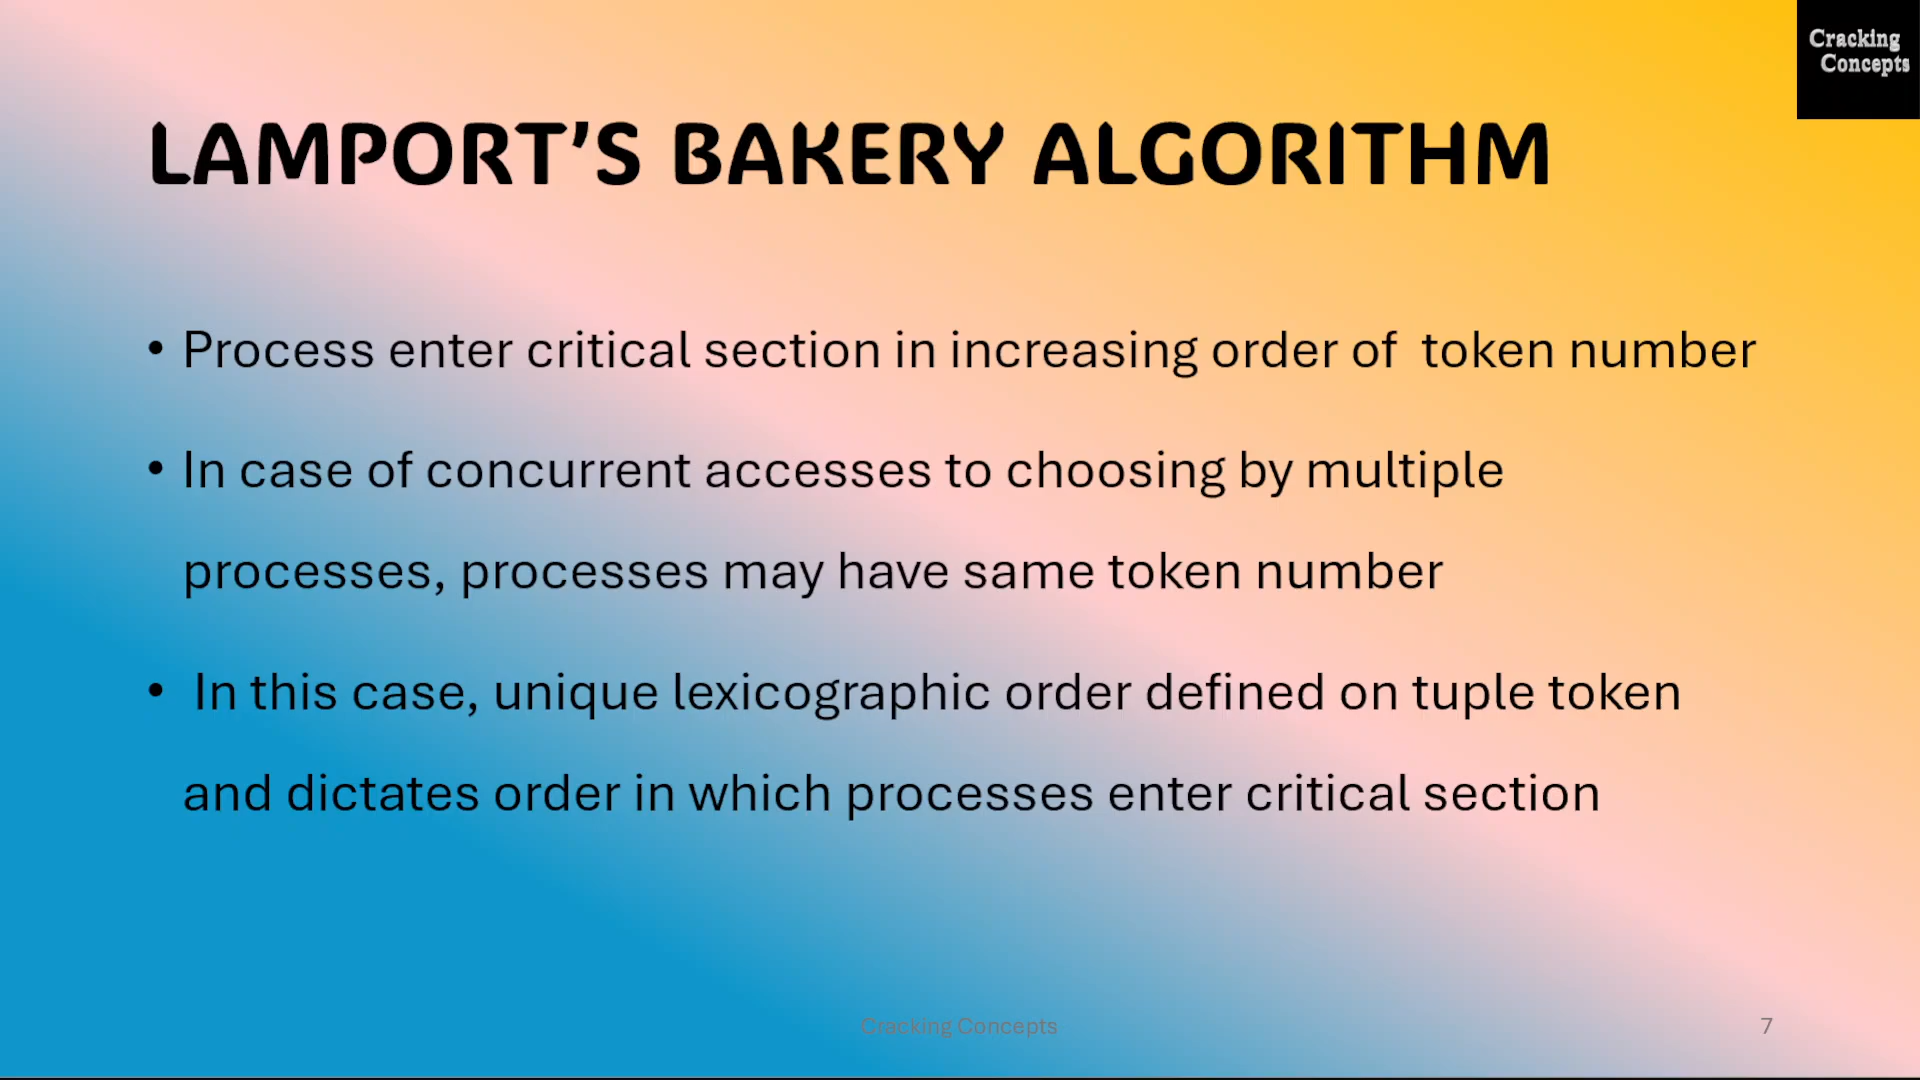 Cracking
Concepts
LAMPORT’S BAKERY ALGORITHM
• Process enter critical section in increasing order of  token number
• In case of concurrent accesses to choosing by multiple
processes, processes may have same token number
•  In this case, unique lexicographic order defined on tuple token
and dictates order in which processes enter critical section
Cracking Concepts
7